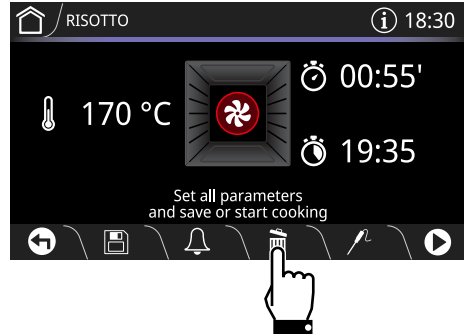 RISOTTO
i 18:30
00:55'
170 °C
19:35
Set all parameters
and save or start cooking